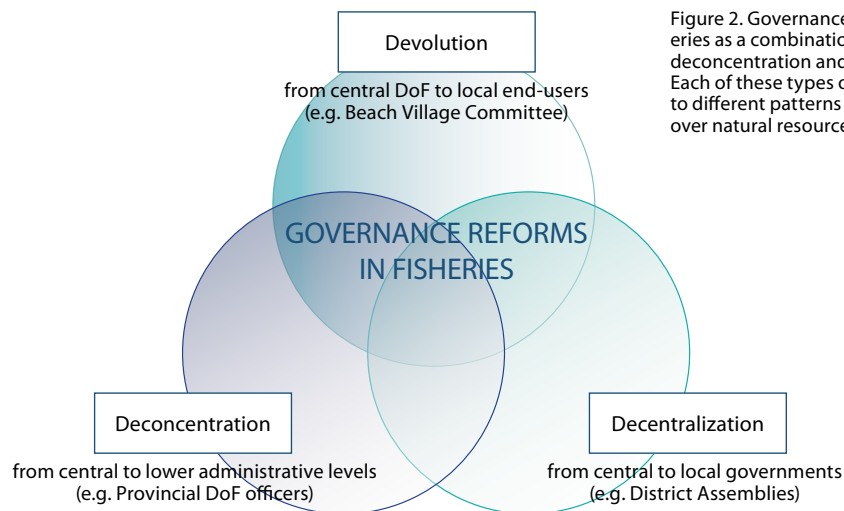 Devolution
from central DoF to local end-users
(e.g. Beach Village Committee)
Figure 2. Governance
eries as a combinatio
deconcentration and
Each of these types o
to different patterns
over natural resource
GOVERNANCE REFORMS
IN FISHERIES
Deconcentration
from central to lower administrative levels
(e.g. Provincial DoF officers)
Decentralization
from central to local governments
(e.g. District Assemblies)